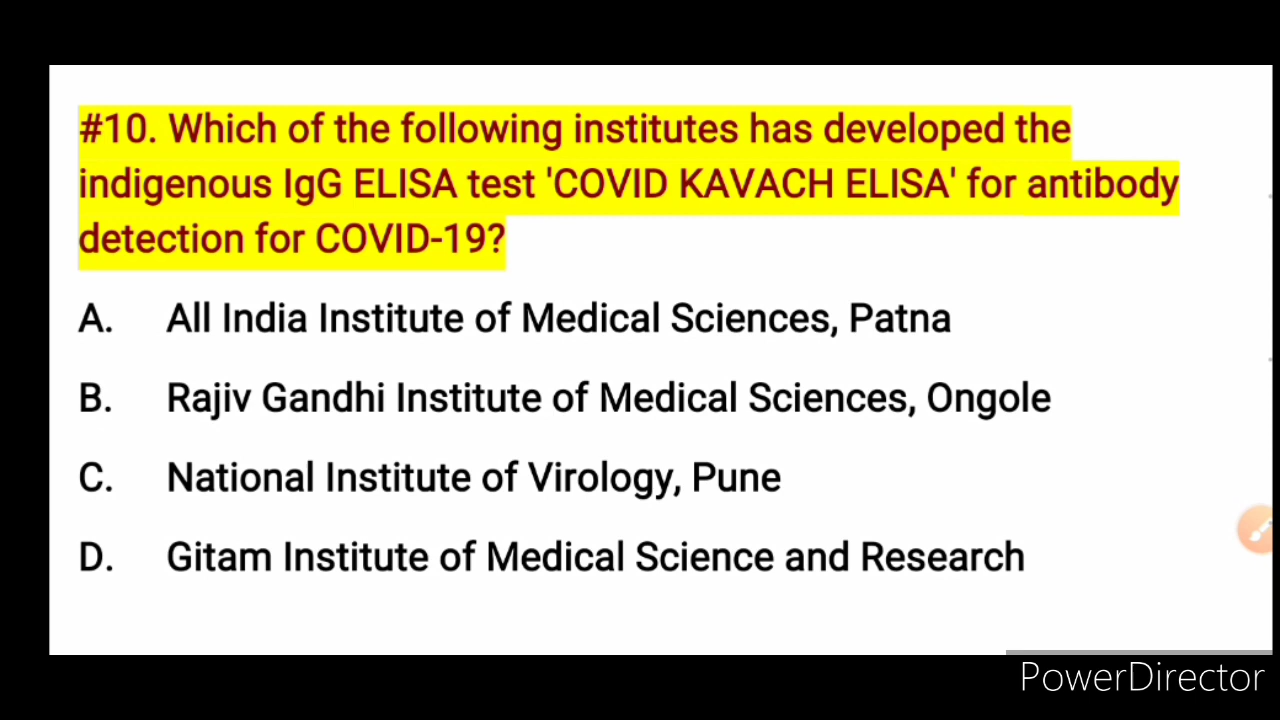 #10. Which of the following institutes has developed the
indigenous IgG ELISA test 'COVID KAVACH ELISA' for antibody
detection for COVID-19?
A. All India Institute of Medical Sciences, Patna
B. Rajiv Gandhi Institute of Medical Sciences, Ongole
C. National Institute of Virology, Pune
D. Gitam Institute of Medical Science and Research
PowerDirector